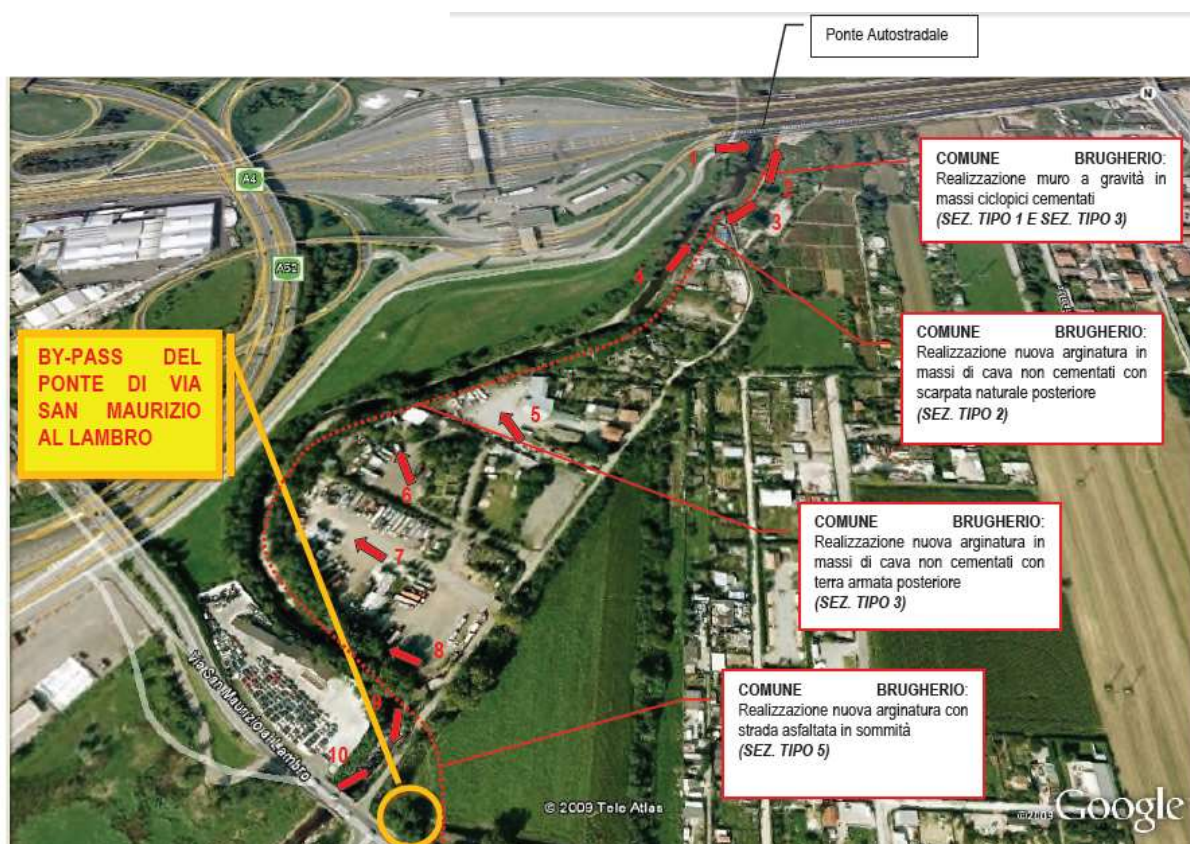 Ponte Autostradale
N
A4
A52
1
2
3
4
5
6
7
8
9
10
COMUNE BRUGHERIO:
Realizzazione muro a gravità in
massi ciclopici cementati
(SEZ. TIPO 1 E SEZ. TIPO 3)
COMUNE BRUGHERIO:
Realizzazione nuova arginatura in
massi di cava non cementati con
scarpata naturale posteriore
(SEZ. TIPO 2)
BY-PASS DEL
PONTE DI VIA
SAN MAURIZIO
AL LAMBRO
COMUNE BRUGHERIO:
Realizzazione nuova arginatura in
massi di cava non cementati con
terra armata posteriore
(SEZ. TIPO 3)
COMUNE BRUGHERIO:
Realizzazione nuova arginatura con
strada asfaltata in sommità
(SEZ. TIPO 5)
Via San Maurizio al Lambro
© 2009 Tele Atlas
©2009 Google